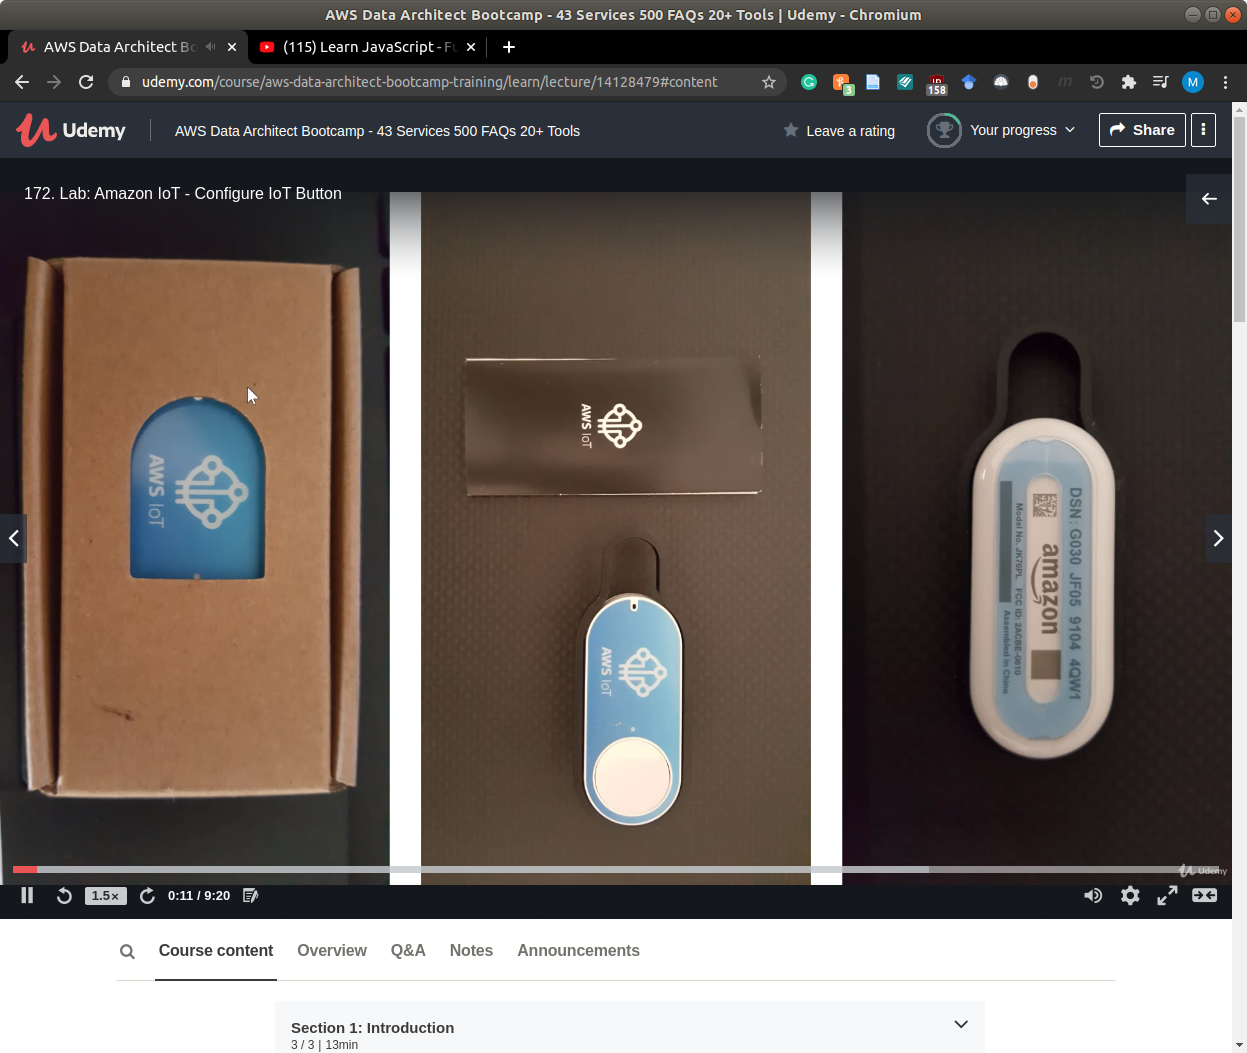 AWS Data Architect Bootcamp - 43 Services 500 FAQs 20+ Tools | Udemy - Chromium
AWS Data Architect Bo
(115) Learn JavaScript - Fu
udemy.com/course/aws-data-architect-bootcamp-training/learn/lecture/14128479#content
3
158
M
Udemy
AWS Data Architect Bootcamp - 43 Services 500 FAQs 20+ Tools
Leave a rating
Your progress
Share
172. Lab: Amazon IoT - Configure IoT Button
AWS IoT
AWS IoT
AWS IoT
DSN: G030 JF05 9104 4QW1
amazon
Model No. JK76PL FCC ID: 2ACBE-0610
Assembled in China
Udemy
1.5×
0:11 / 9:20
Course content
Overview
Q&A
Notes
Announcements
Section 1: Introduction
3 / 3 | 13min